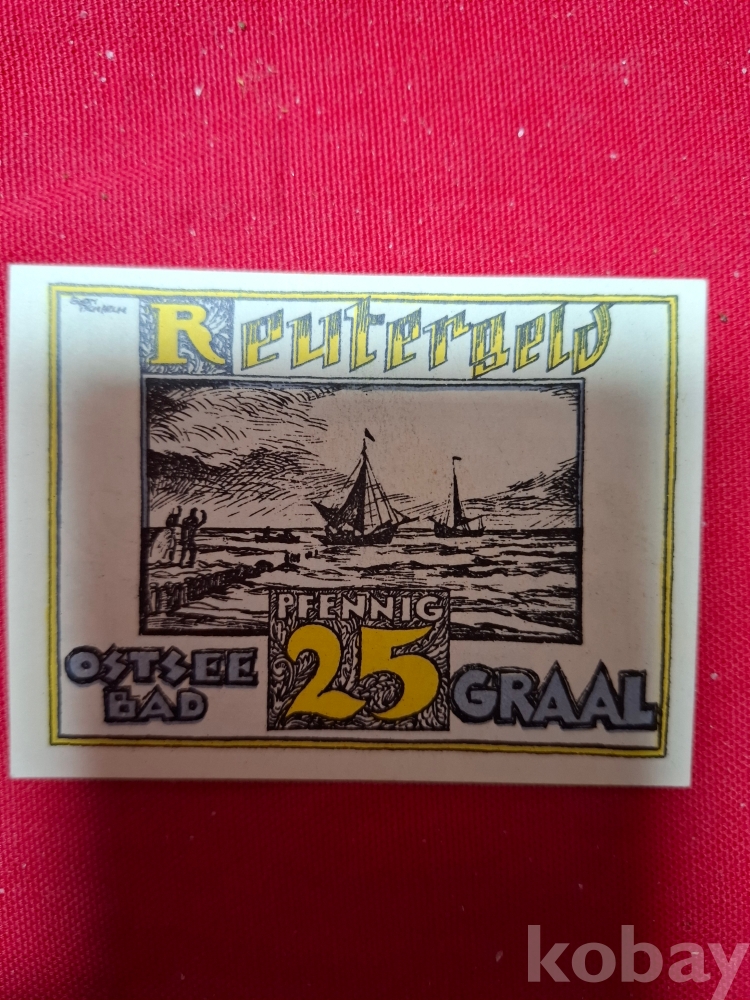 Reutergeld
PFENNIG
25
OSTSEE
BAD
GRAAL
kobay